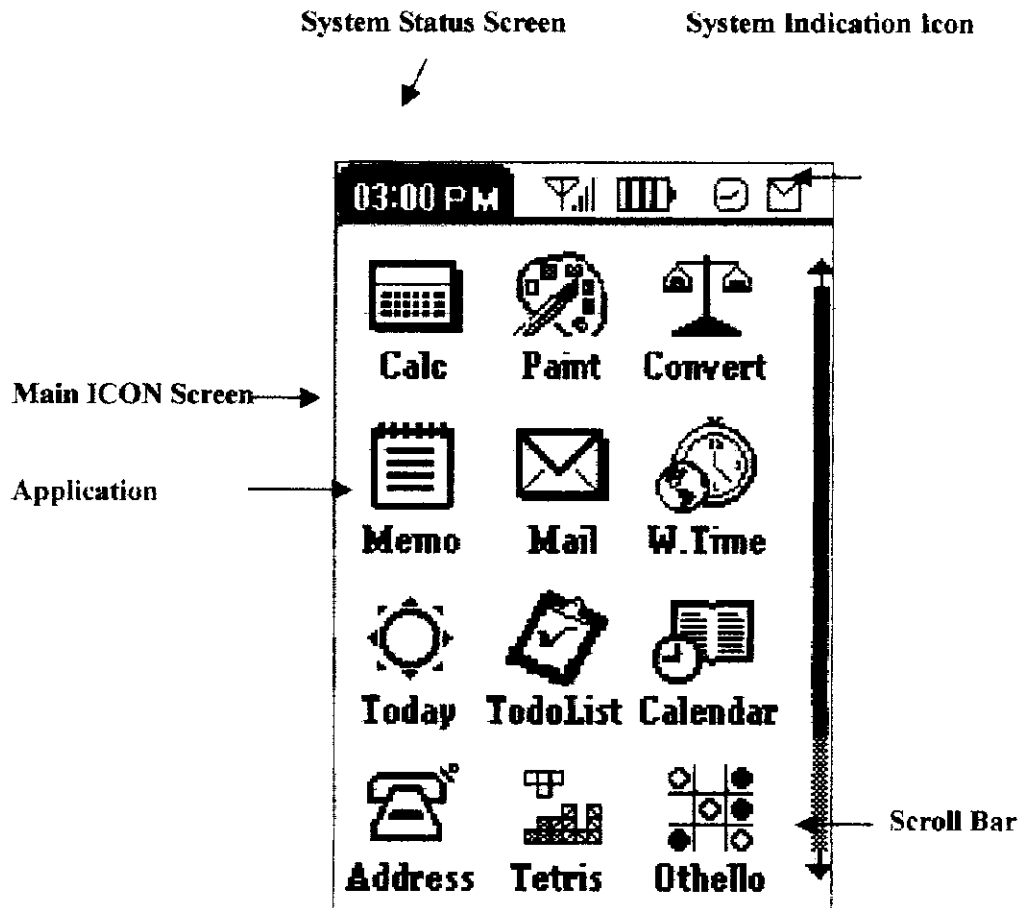 System Status Screen System Indication Icon
03:00 PM
Calc Paint Convert
Main ICON Screen
Application
Memo Mail W.Time
Today TodoList Calendar
Scroll Bar
Address Tetris Othello